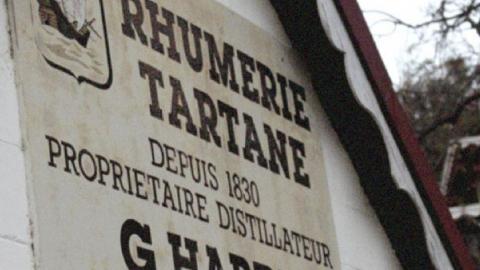 RHUMERIE
TARTANE
DEPUIS 1830
PROPRIETAIRE DISTILLATEUR
G